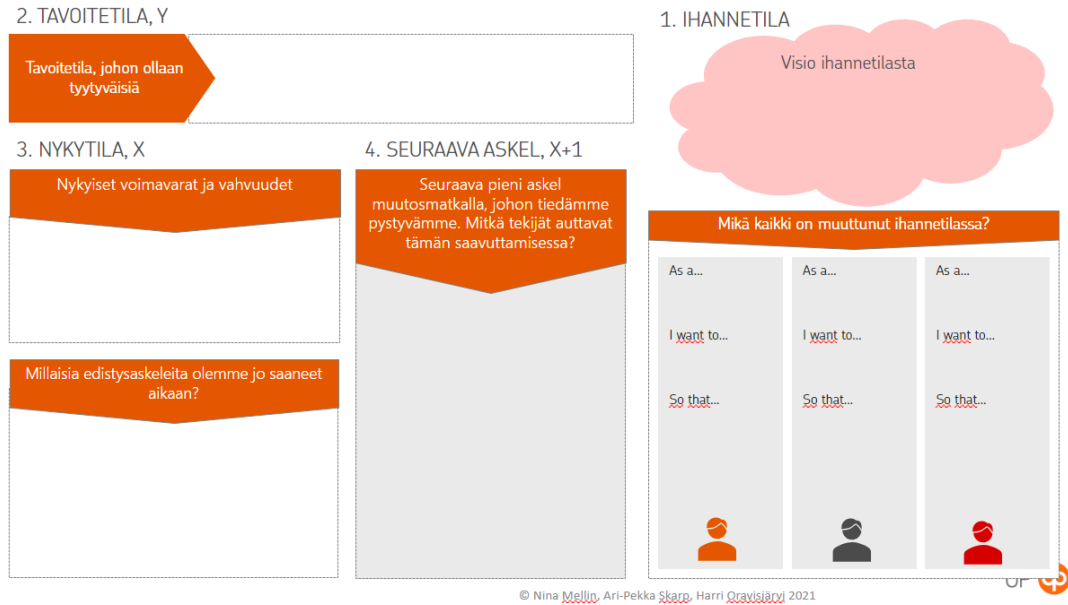 2. TAVOITETILA, Y
Tavoitetila, johon ollaan
tyytyväisiä
1. IHANNETILA
Visio ihannetilasta
3. NYKYTILA, X
Nykyiset voimavarat ja vahvuudet
Millaisia edistysaskeleita olemme jo saaneet
aikaan?
4. SEURAAVA ASKEL, X+1
Seuraava pieni askel
muutosmatkalla, johon tiedämme
pystyvämme. Mitkä tekijät auttavat
tämän saavuttamisessa?
Mikä kaikki on muuttunut ihannetilassa?
As a...
I want to...
So that...
As a...
I want to...
So that...
As a...
I want to...
So that...
OP
© Nina Mellin, Ari-Pekka Skarp, Harri Oravisjärvi 2021